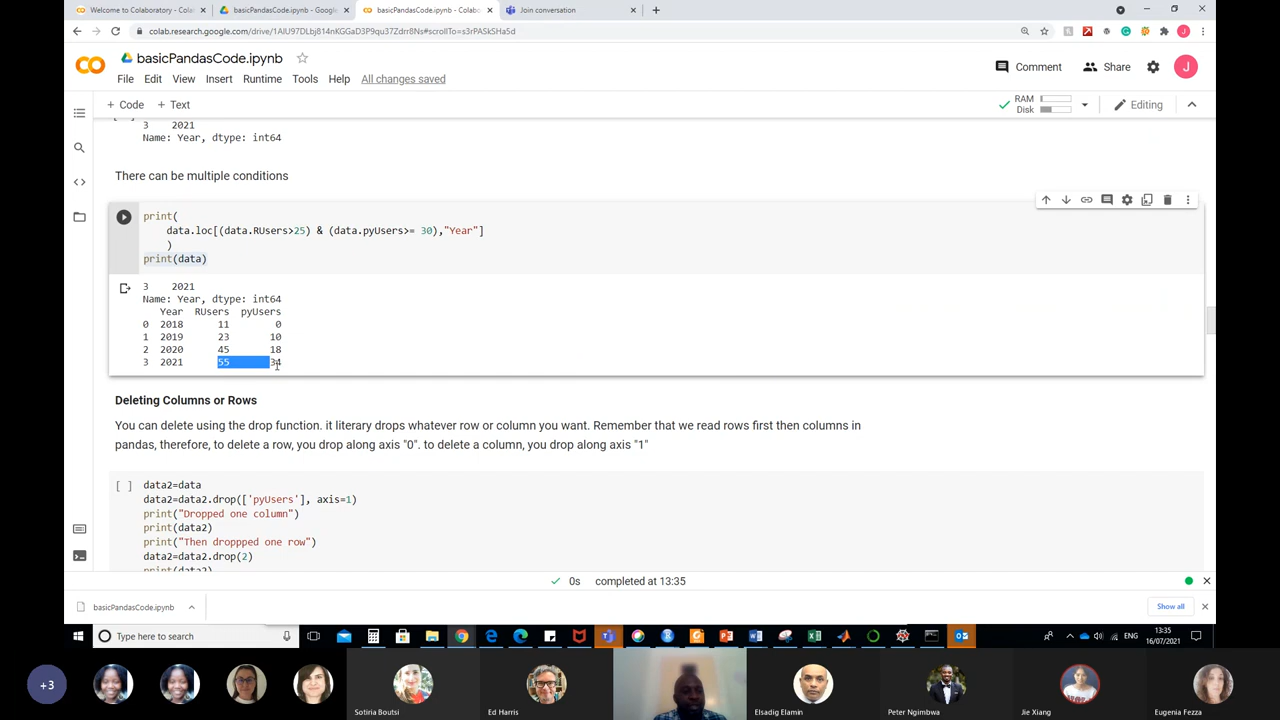 Welcome to Colaboratory - Colab
basicPandasCode.ipynb - Google
basicPandasCode.ipynb - Colabo
Join conversation
colab.research.google.com/drive/1AIU97DLbj814nKGGaD3P9qu37Zdrr8Ns#scrollTo=s3rPASkSHaSd
basicPandasCode.ipynb
File Edit View Insert Runtime Tools Help All changes saved
Comment Share J
+ Code + Text
RAM
Disk
Editing
3 2021
Name: Year, dtype: int64
There can be multiple conditions
print(
data.loc[(data.RUsers>25) & (data.pyUsers>= 30),"Year"]
)
print(data)
3 2021
Name: Year, dtype: int64
Year RUsers pyUsers
0 2018 11 0
1 2019 23 10
2 2020 45 18
3 2021 55 34
Deleting Columns or Rows
You can delete using the drop function. it literary drops whatever row or column you want. Remember that we read rows first then columns in
pandas, therefore, to delete a row, you drop along axis "0". to delete a column, you drop along axis "1"
[ ] data2=data
data2=data2.drop(['pyUsers'], axis=1)
print("Dropped one column")
print(data2)
print("Then droppped one row")
data2=data2.drop(2)
print(data2)
0s completed at 13:35
basicPandasCode.ipynb
Show all
Type here to search
ENG
13:35
16/07/2021
+3
Sotiria Boutsi
Ed Harris
Elsadig Elamin
Peter Ngimbwa
Jie Xiang
Eugenia Fezza